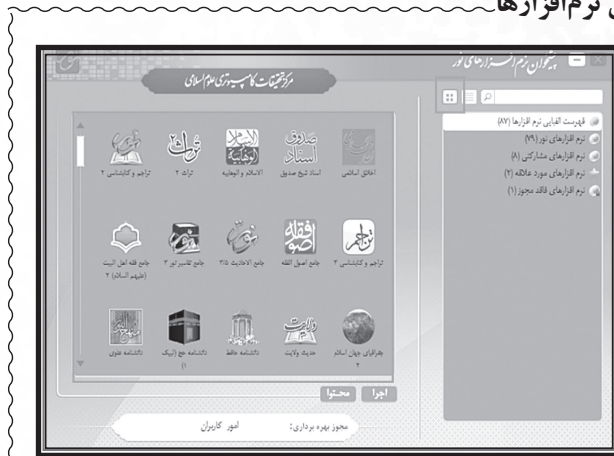 نرم‌افزارها
پیشخوان نرم افزارهای نور
مرکز تحقیقات کامپیوتری علوم اسلامی
فهرست الفبایی نرم افزارها (۸۷)
نرم افزارهای نور (۷۹)
نرم افزارهای مشارکتی (۸)
نرم افزارهای مورد علاقه (۲)
نرم افزارهای فاقد مجوز (۱)
اخلاق اسلامی
اسناد شیخ صدوق
الاسلام و الوهابیه
تراث ۲
تراجم و کتابشناسی ۲
تراجم و کتابشناسی ۳
جامع اصول الفقه
جامع الاحادیث ۳/۵
جامع تفاسیر نور ۳
جامع فقه اهل البیت
(علیهم السلام) ۲
جغرافیای جهان اسلام
۲
حدیث ولایت
دانشنامه حافظ
دانشنامه حج (لبیک
۱)
دانشنامه علوی
اجرا
محتوا
مجوز بهره برداری:
امور کاربران